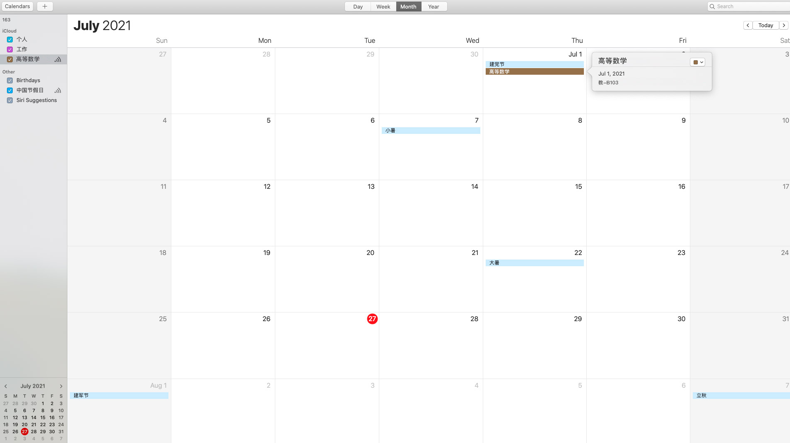 Calendars
+
Day Week Month Year
Search
163
iCloud
个人
工作
高等数学
Other
Birthdays
中国节假日
Siri Suggestions
July 2021
Today
Sun Mon Tue Wed Thu Fri Sat
27 28 29 30 Jul 1 3
建党节
高等数学
高等数学
Jul 1, 2021
教-B103
4 5 6 7 8 9 10
小暑
11 12 13 14 15 16 17
18 19 20 21 22 23 24
大暑
25 26 27 28 29 30 31
Aug 1 2 3 4 5 6 7
建军节
立秋
July 2021
S M T W T F S
27 28 29 30 1 2 3
4 5 6 7 8 9 10
11 12 13 14 15 16 17
18 19 20 21 22 23 24
25 26 27 28 29 30 31
1 2 3 4 5 6 7